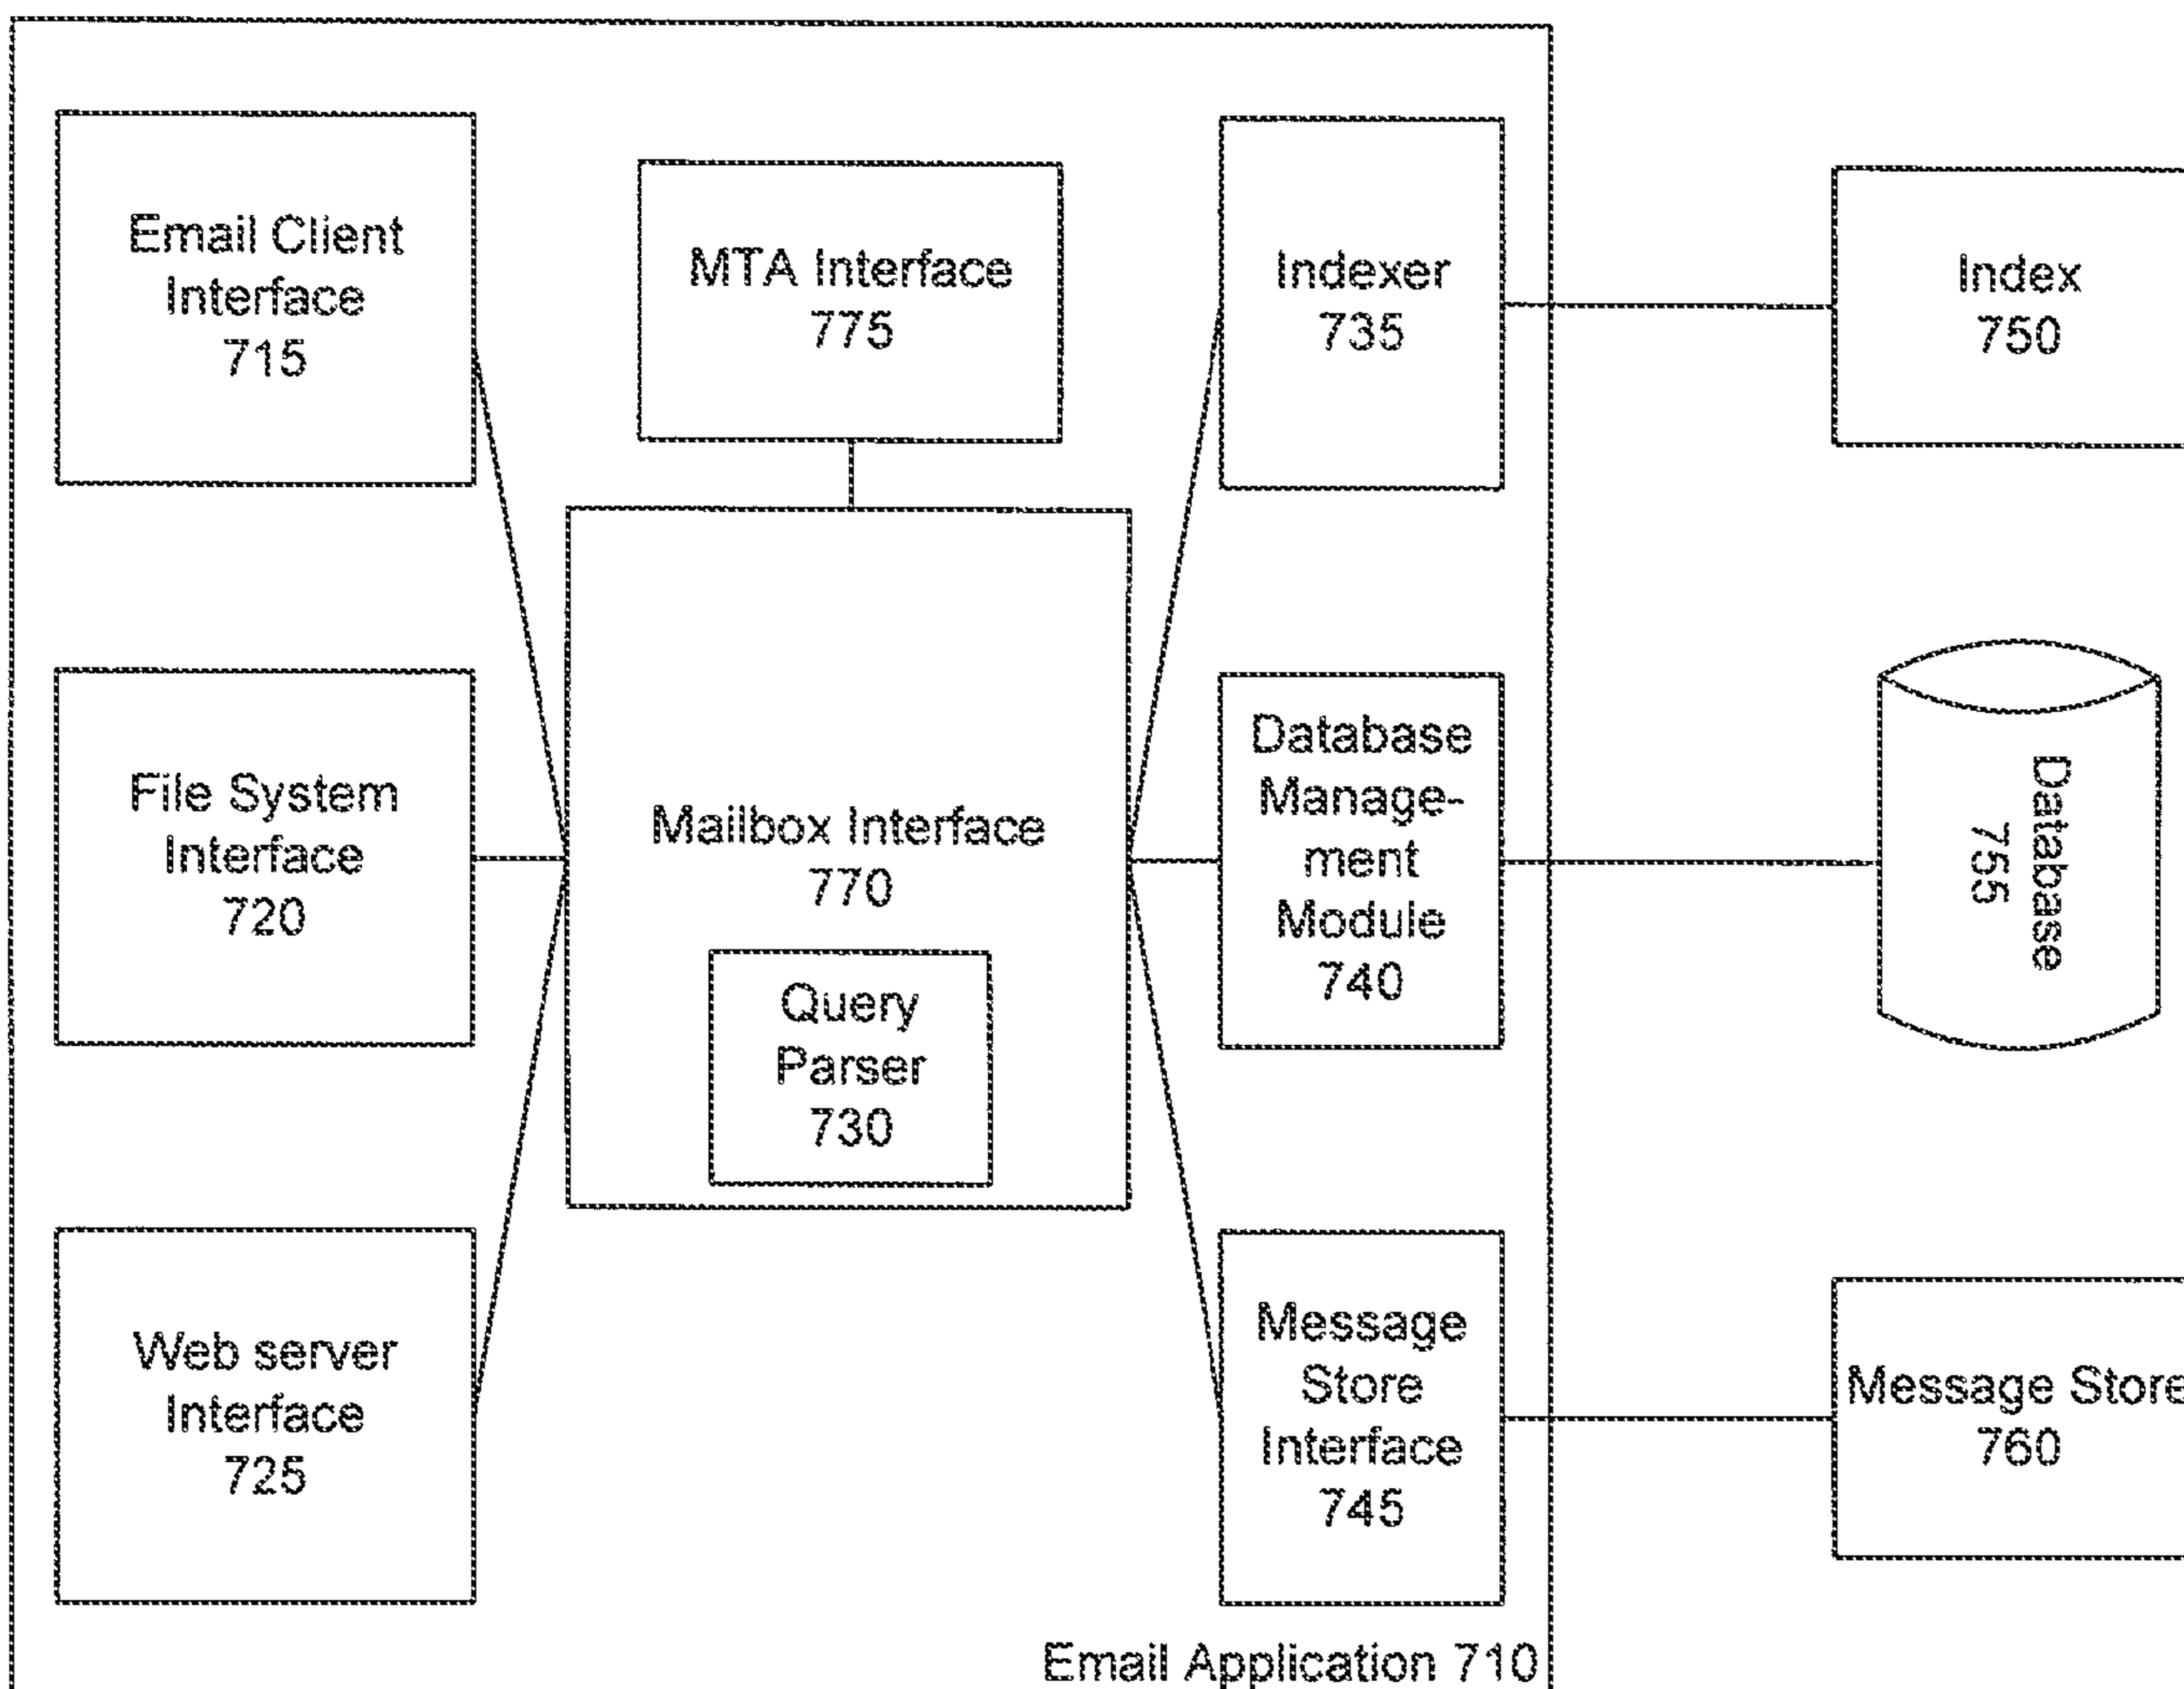 Email Client
Interface
715
MTA Interface
775
Indexer
735
Index
750
File System
Interface
720
Mailbox Interface
770
Query
Parser
730
Database
Manage-
ment
Module
740
Database
755
Web server
Interface
725
Message
Store
Interface
745
Message Store
760
Email Application 710